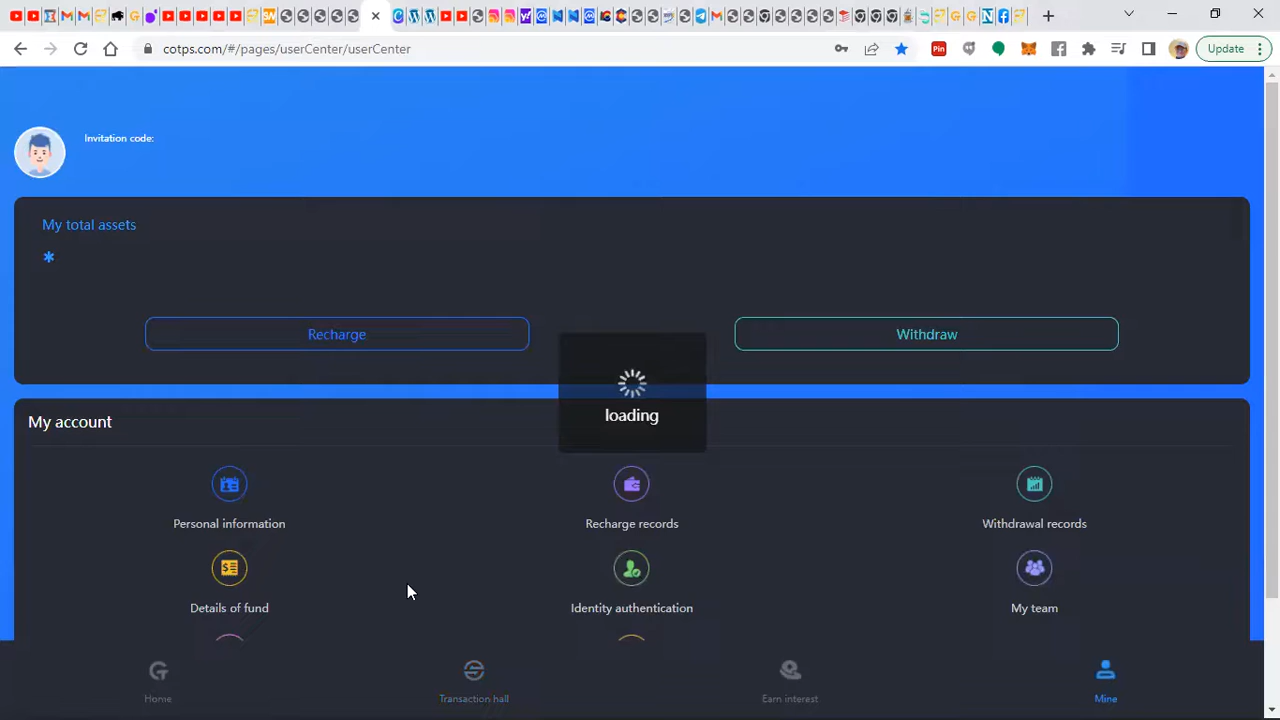 cotps.com/#/pages/userCenter/userCenter
Update
Invitation code:
My total assets
*
Recharge
Withdraw
loading
My account
Personal information
Recharge records
Withdrawal records
Details of fund
Identity authentication
My team
Home
Transaction hall
Earn interest
Mine